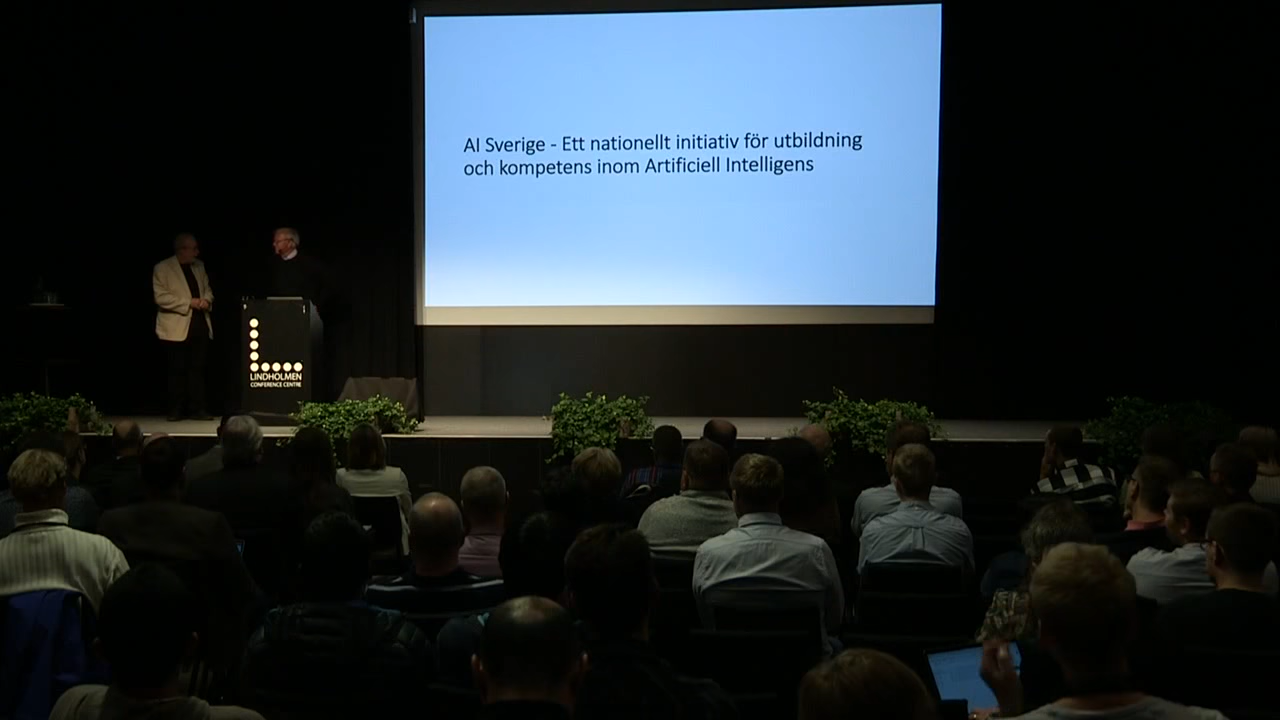 AI Sverige - Ett nationellt initiativ för utbildning
och kompetens inom Artificiell Intelligens
LINDHOLMEN
CONFERENCE CENTRE